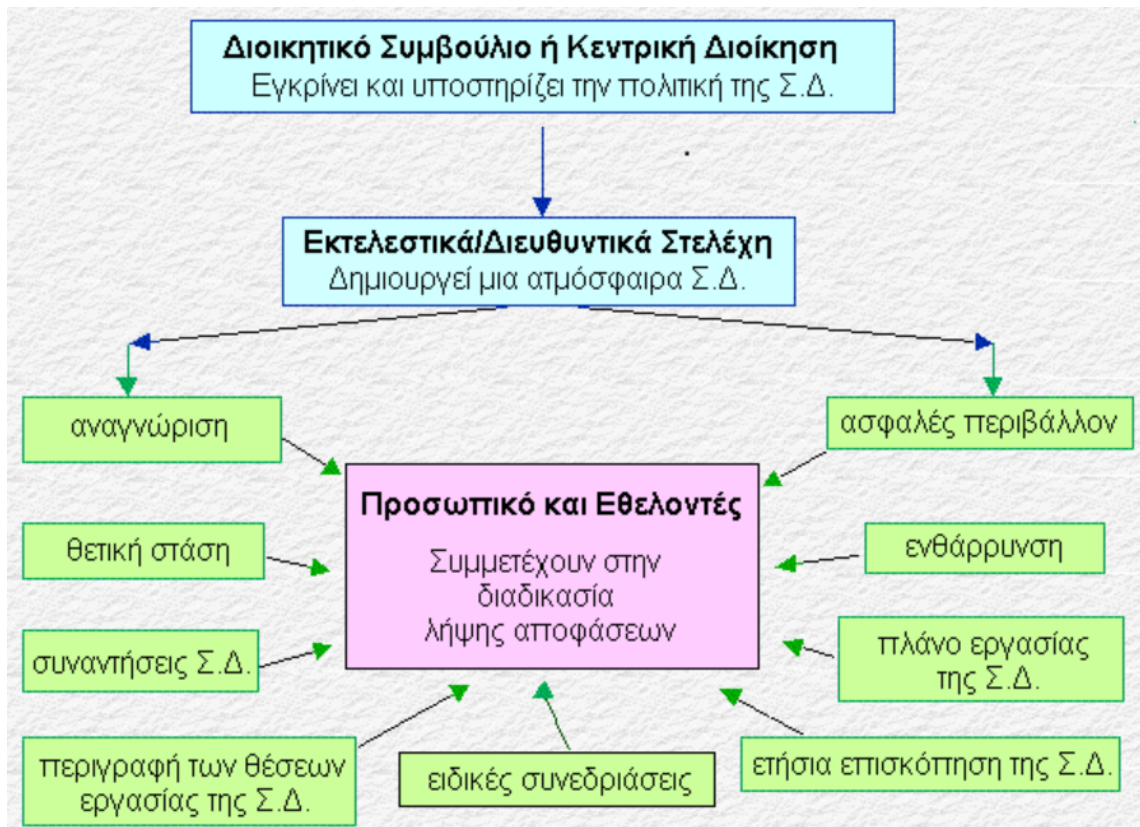 Διοικητικό Συμβούλιο ή Κεντρική Διοίκηση
Εγκρίνει και υποστηρίζει την πολιτική της Σ.Δ.
Εκτελεστικά/Διευθυντικά Στελέχη
Δημιουργεί μια ατμόσφαιρα Σ.Δ.
αναγνώριση
ασφαλές περιβάλλον
Προσωπικό και Εθελοντές
Συμμετέχουν στην
διαδικασία
λήψης αποφάσεων
θετική στάση
ενθάρρυνση
συναντήσεις Σ.Δ.
πλάνο εργασίας
της Σ.Δ.
περιγραφή των θέσεων
εργασίας της Σ.Δ.
ειδικές συνεδριάσεις
ετήσια επισκόπηση της Σ.Δ.